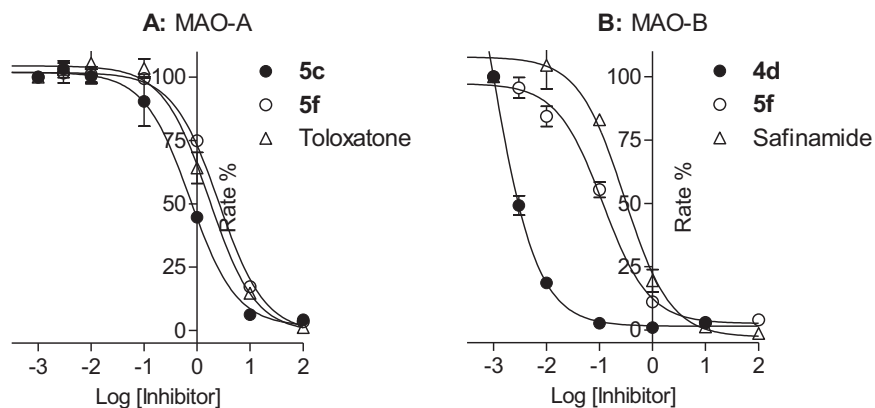 A: MAO-A
100
75
50
25
0
Rate %
5c
5f
Toloxatone
-3 -2 -1 0 1 2
Log [Inhibitor]
B: MAO-B
100
75
50
25
0
Rate %
4d
5f
Safinamide
-3 -2 -1 0 1 2
Log [Inhibitor]